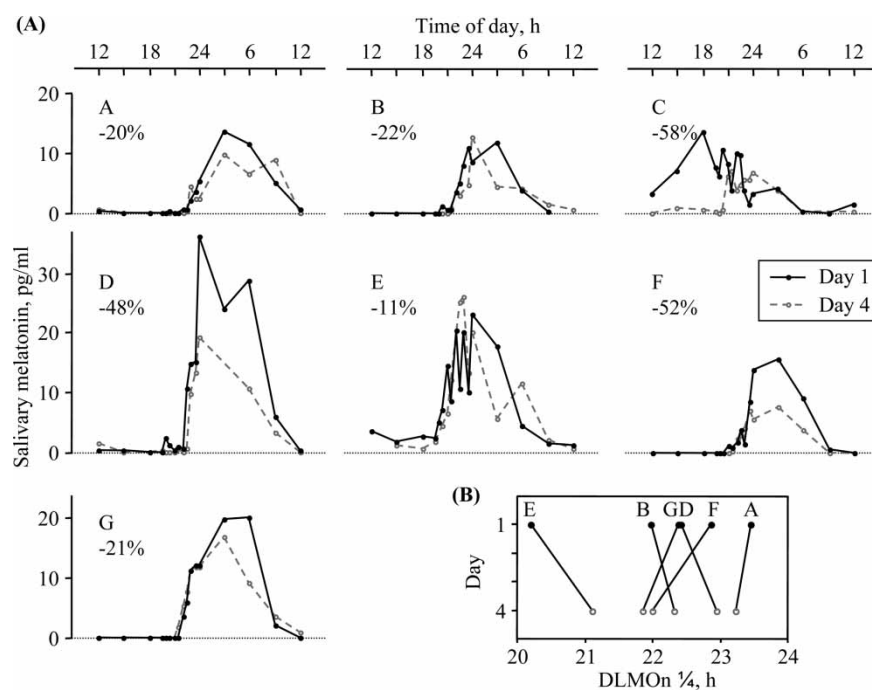 (A)
Time of day, h
12 18 24 6 12
12 18 24 6 12
12 18 24 6 12
Salivary melatonin, pg/ml
20
10
0
A
-20%
B
-22%
C
-58%
30
20
10
0
D
-48%
E
-11%
F
-52%
Day 1
Day 4
20
10
0
G
-21%
(B)
E B GD F A
Day
1
4
20 21 22 23 24
DLMOn ¼, h